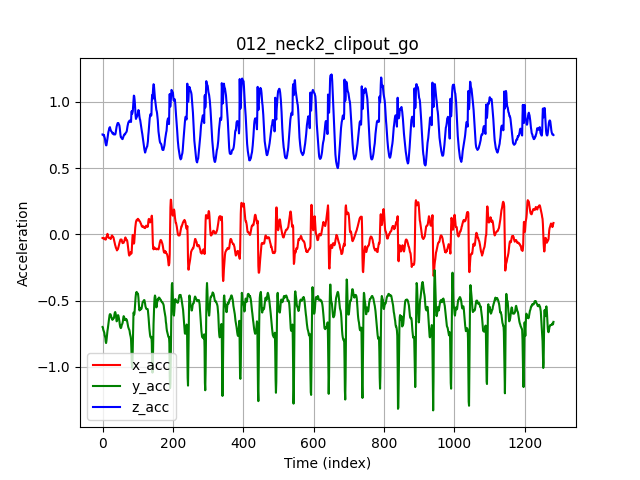 012_neck2_clipout_go
Acceleration
1.0
0.5
0.0
−0.5
−1.0
x_acc
y_acc
z_acc
0 200 400 600 800 1000 1200
Time (index)